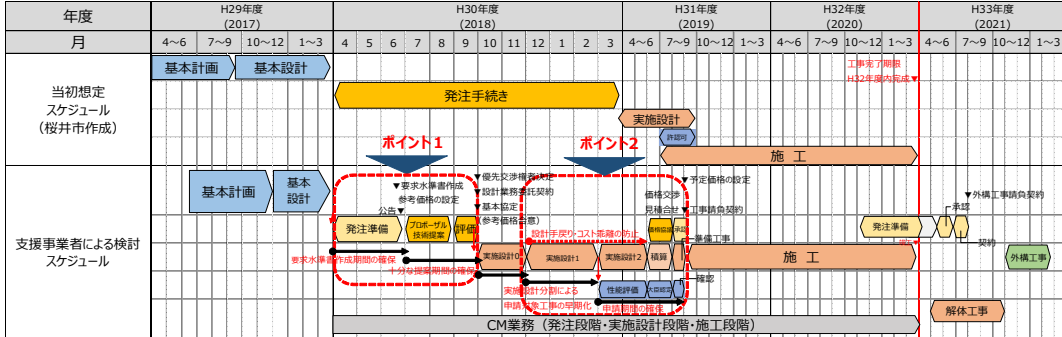 年度
H29年度
(2017)
H30年度
(2018)
H31年度
(2019)
H32年度
(2020)
H33年度
(2021)
月
4～6 7～9 10～12 1～3 4 5 6 7 8 9 10 11 12 1 2 3 4～6 7～9 10～12 1～3 4～6 7～9 10～12 1～3 4～6 7～9 10～12 1～3
当初想定
スケジュール
（桜井市作成）
基本計画
基本設計
発注手続き
実施設計
許認可
施 工
工事完了期限
H32年度内完成▼
ポイント1
ポイント2
支援事業者による検討
スケジュール
基本計画
基本
設計
▼要求水準書作成
参考価格の設定
公告▼
▼優先交渉権者決定
▼設計業務委託契約
▼基本協定
（参考価格合意）
▼予定価格の設定
価格交渉
見積合せ▼
▼工事請負契約
▼外構工事請負契約
承認
契約
発注準備
プロポーザル
技術提案
評価
設計手戻り・コスト乖離の防止
価格協議
承認
準備工事
発注準備
要求水準書作成期間の確保
実施設計0
実施設計1
実施設計2
積算
施 工
外構工事
十分な提案期間の確保
実施設計分割による
申請対象工事の早期化
性能評価
大臣認定
確認
申請期間の確保
解体工事
CM業務（発注段階・実施設計段階・施工段階）